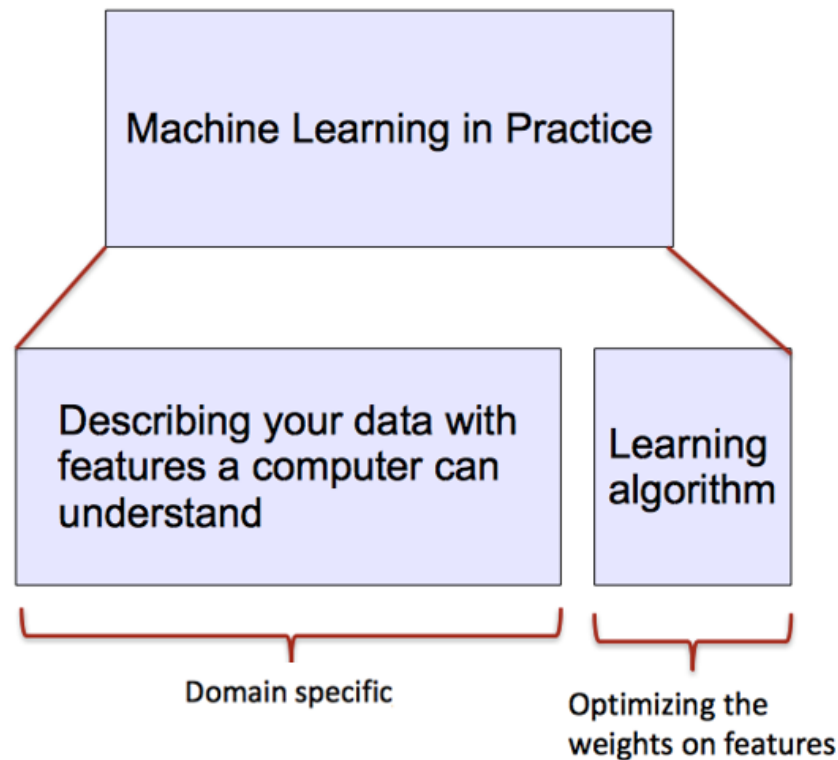 Machine Learning in Practice
Describing your data with
features a computer can
understand
Learning
algorithm
Domain specific
Optimizing the
weights on features